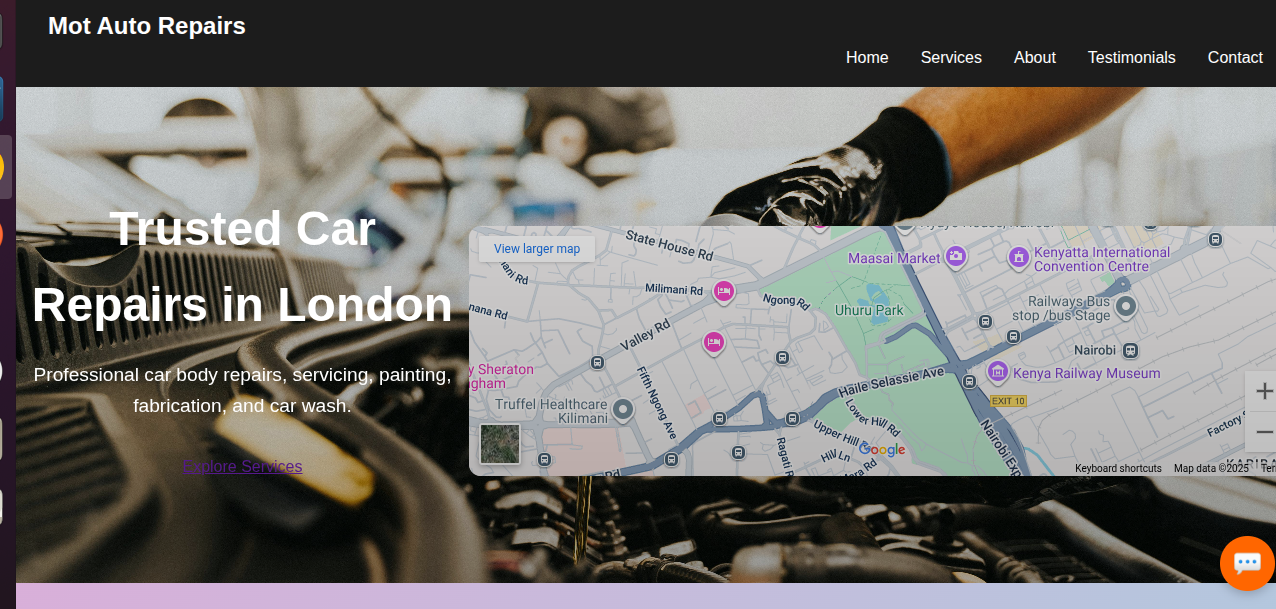 Mot Auto Repairs
Home Services About Testimonials Contact
Trusted Car
Repairs in London
Professional car body repairs, servicing, painting,
fabrication, and car wash.
Explore Services
View larger map
State House Rd
Maasai Market
Kenyatta International
Convention Centre
Milimani Rd
Ngong Rd
Uhuru Park
Railways Bus
stop /bus Stage
Valley Rd
Nairobi
y Sheraton
gham
Kenya Railway Museum
Fifth Ngong Ave
Haile Selassie Ave
EXIT 10
Truffel Healthcare
Kilimani
Lower Hill Rd
Upper Hill
Hill Ln
Ragati R
Factory S
Nairobi Exp
Rd
Google
Keyboard shortcuts Map data ©2025 Ter